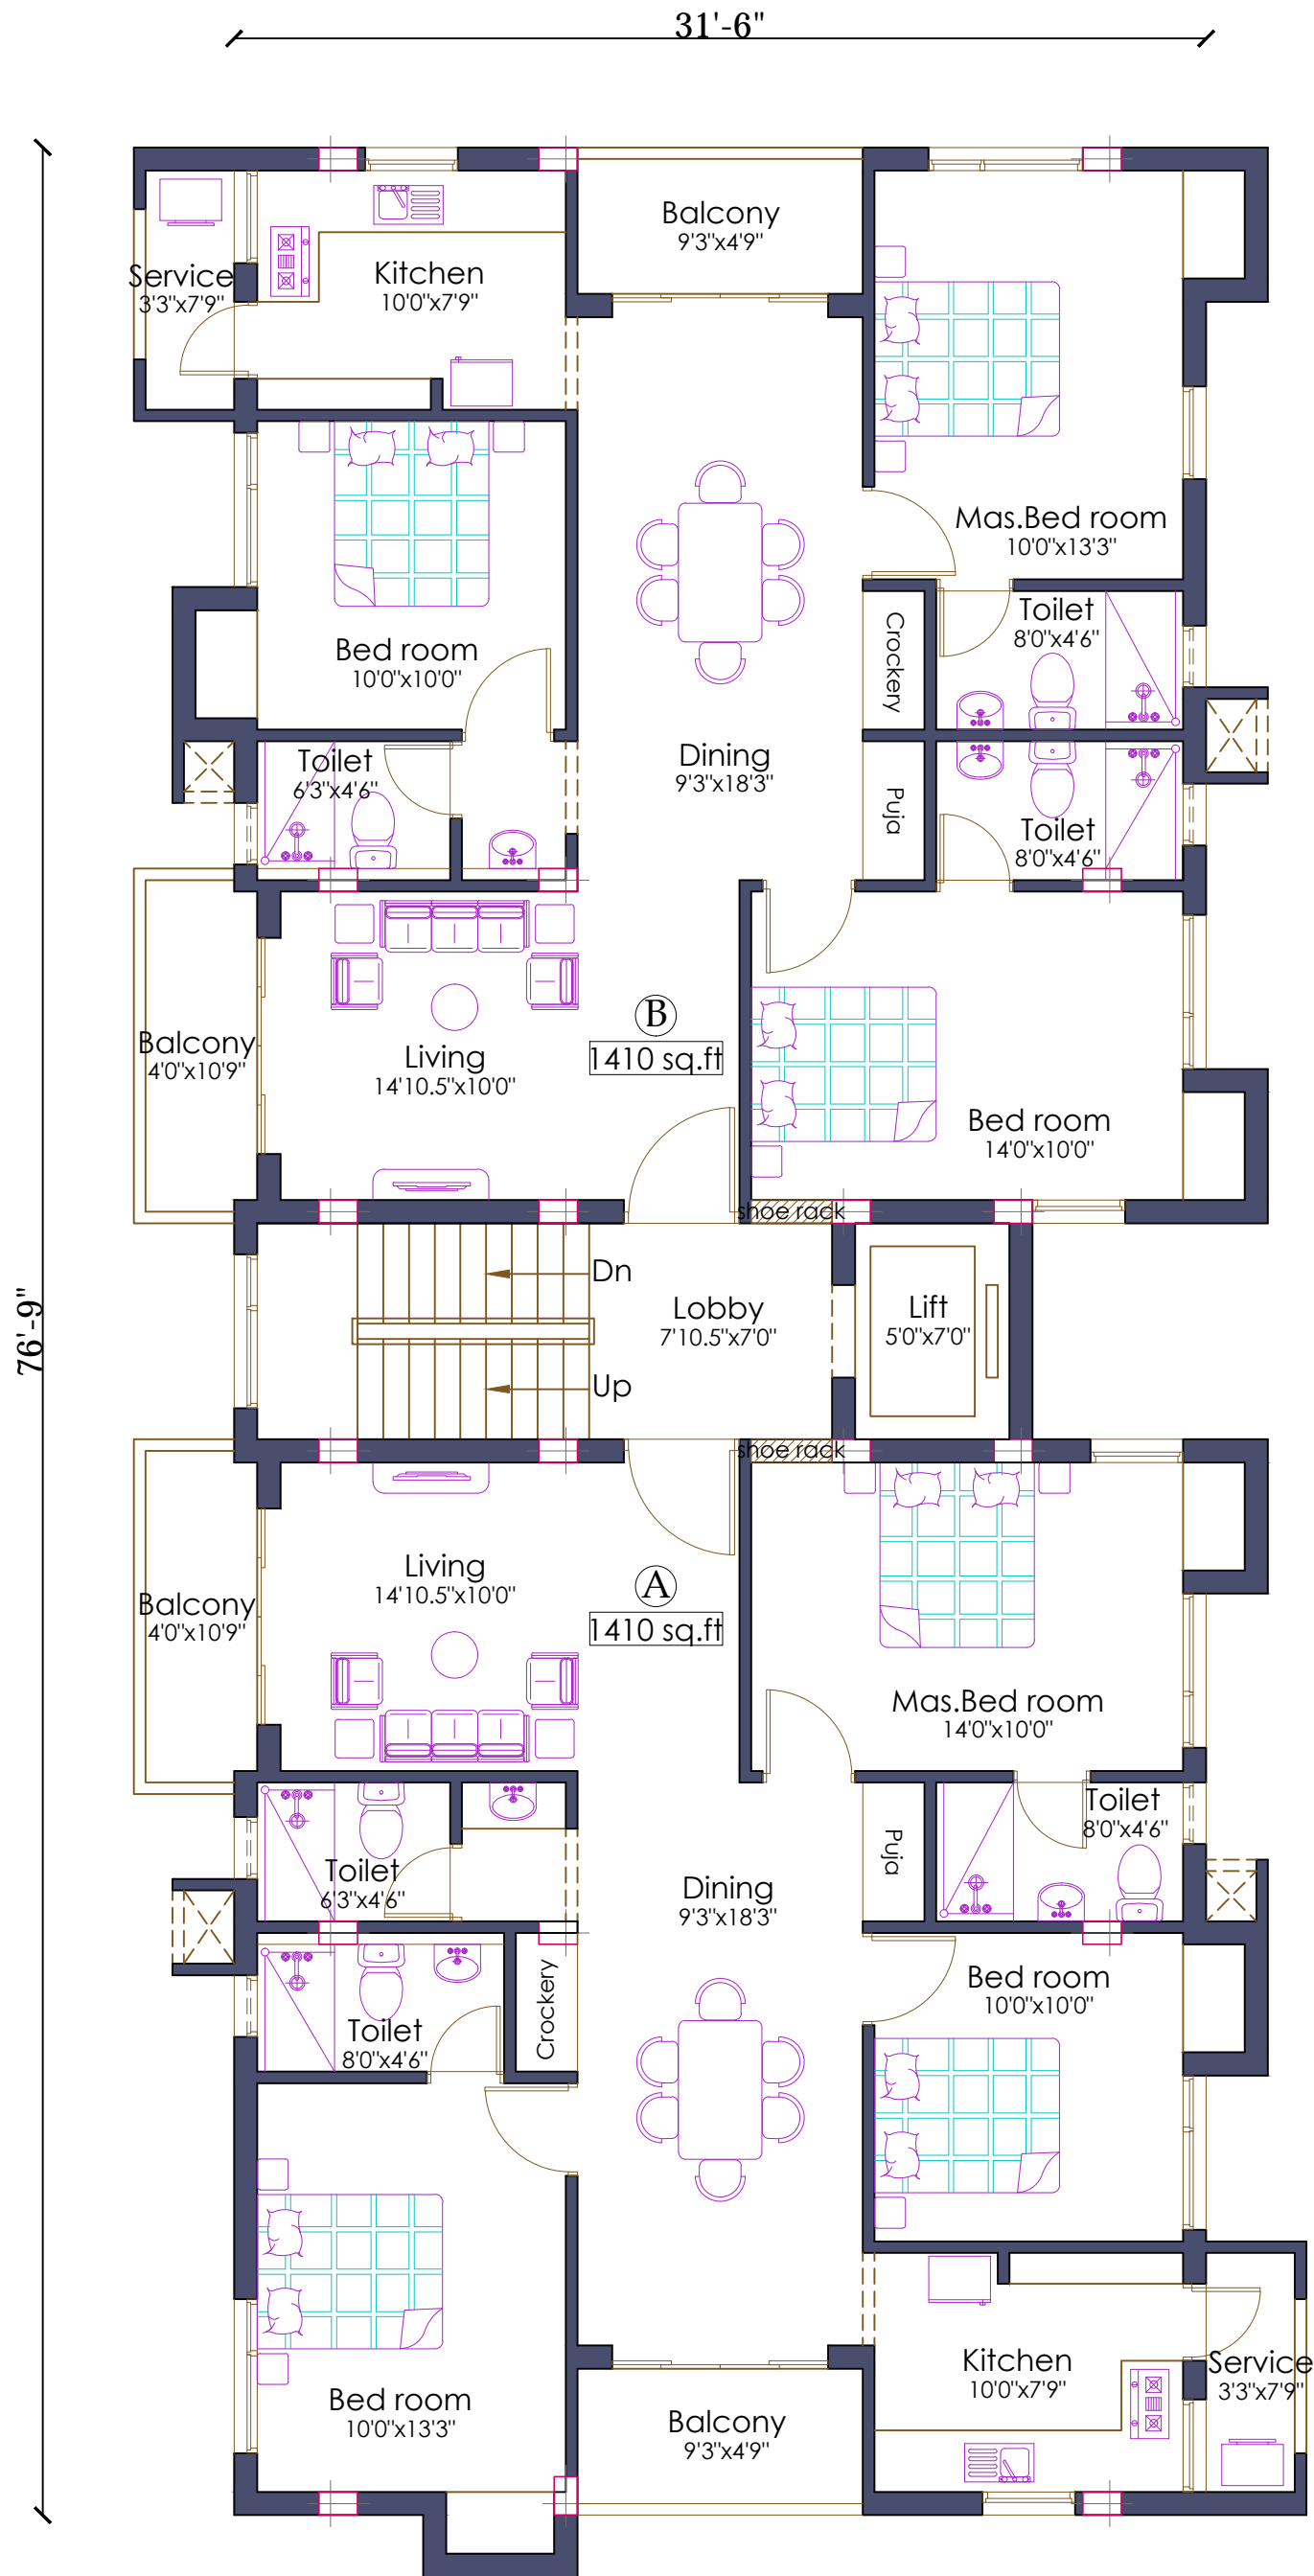 31'-6"
76'-9"
Balcony
9'3"x4'9"
Service
3'3"x7'9"
Kitchen
10'0"x7'9"
Mas.Bed room
10'0"x13'3"
Bed room
10'0"x10'0"
Toilet
8'0"x4'6"
Crockery
Dining
9'3"x18'3"
Toilet
6'3"x4'6"
Puja
Toilet
8'0"x4'6"
B
1410 sq.ft
Balcony
4'0"x10'9"
Living
14'10.5"x10'0"
Bed room
14'0"x10'0"
shoe rack
Dn
Lobby
7'10.5"x7'0"
Lift
5'0"x7'0"
Up
shoe rack
Living
14'10.5"x10'0"
A
1410 sq.ft
Balcony
4'0"x10'9"
Mas.Bed room
14'0"x10'0"
Toilet
8'0"x4'6"
Puja
Toilet
6'3"x4'6"
Dining
9'3"x18'3"
Bed room
10'0"x10'0"
Crockery
Toilet
8'0"x4'6"
Kitchen
10'0"x7'9"
Service
3'3"x7'9"
Bed room
10'0"x13'3"
Balcony
9'3"x4'9"